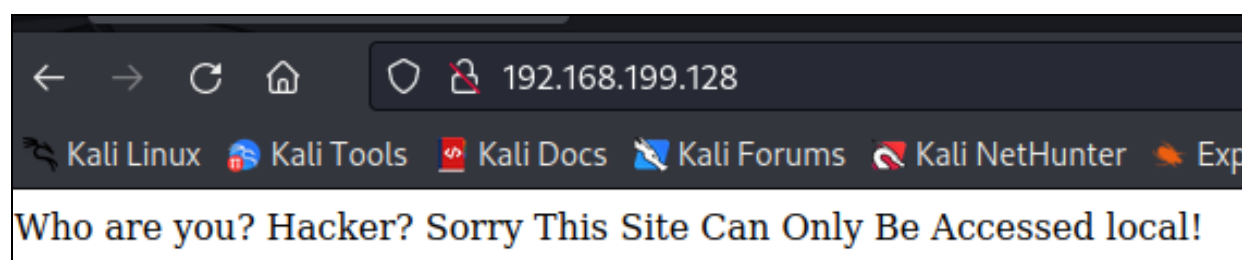 192.168.199.128
Kali Linux Kali Tools Kali Docs Kali Forums Kali NetHunter Exp
Who are you? Hacker? Sorry This Site Can Only Be Accessed local!